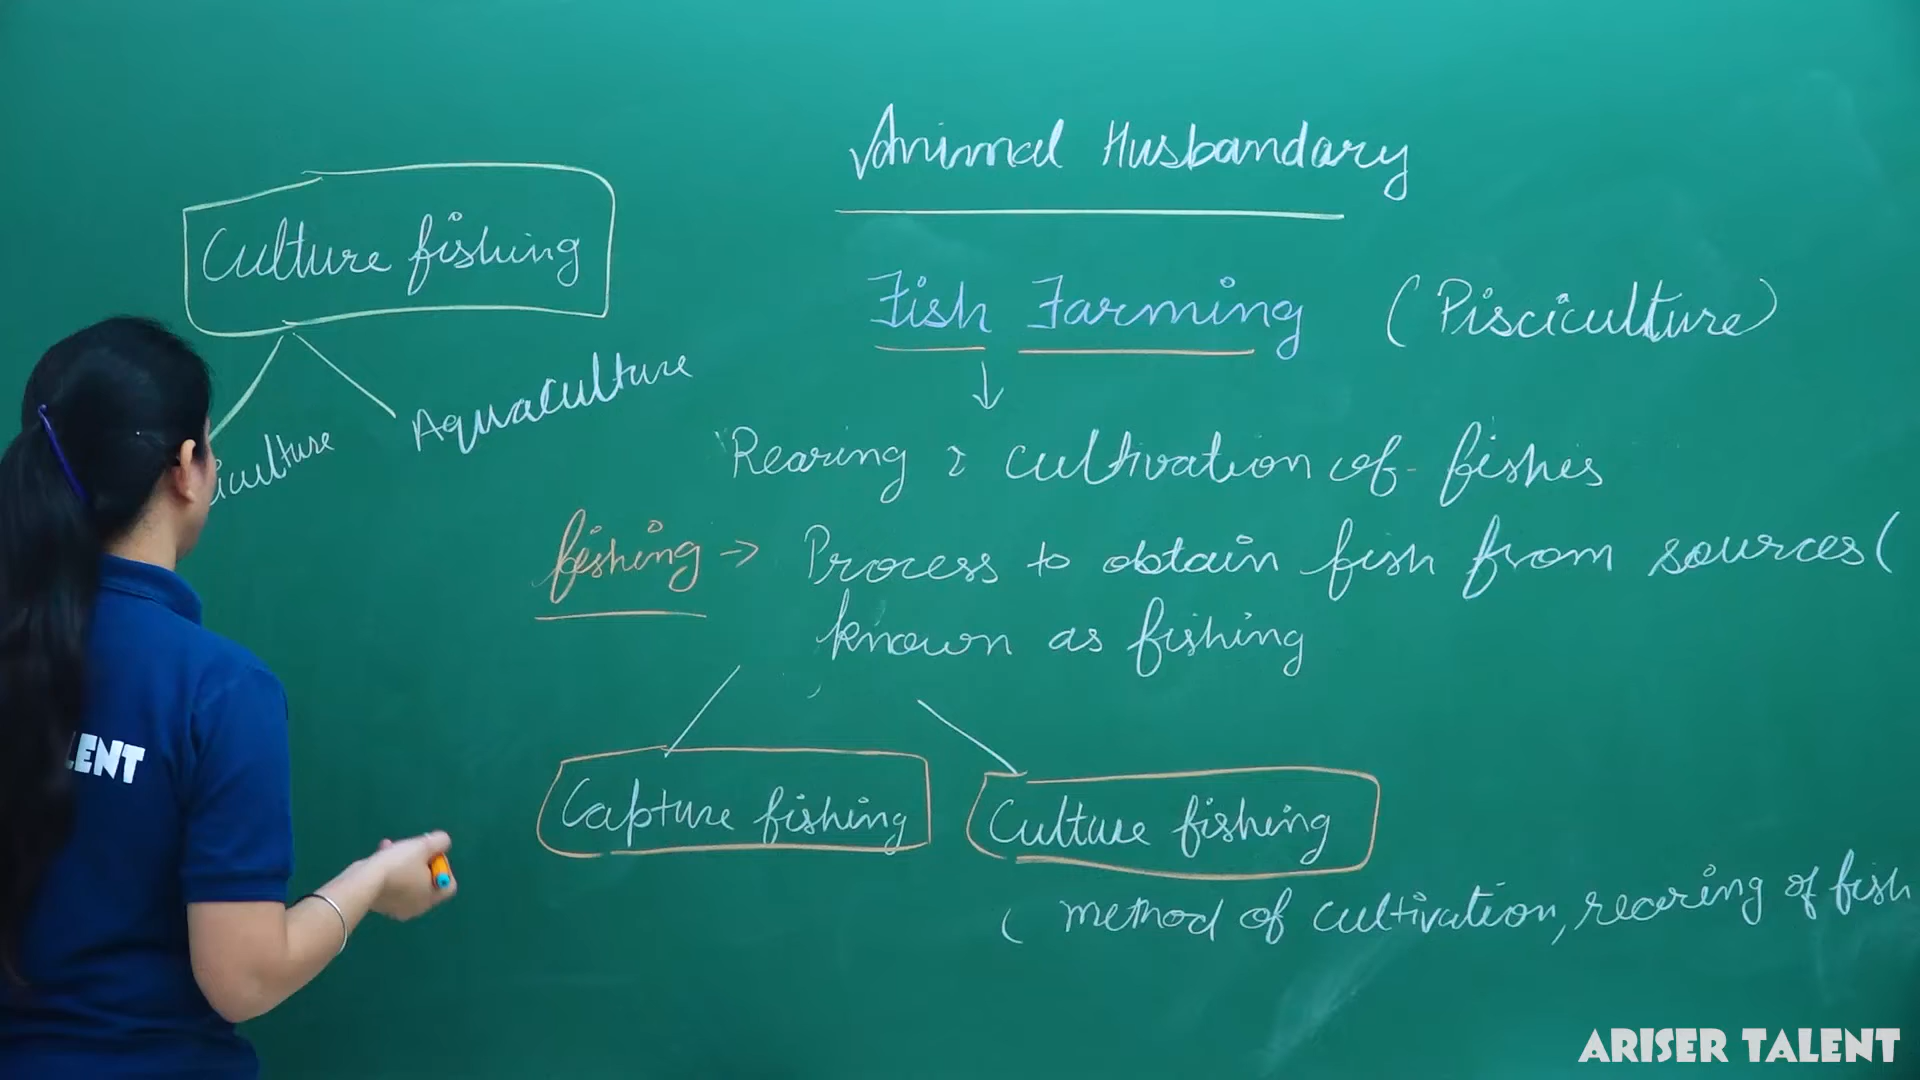 Animal Husbandary
Culture fishing
Fish Farming (Pisciculture)
Aquaculture
iculture
Rearing & cultivation of fishes
fishing → Process to obtain fish from sources (
known as fishing
LENT
Capture fishing
Culture fishing
( method of cultivation, rearing of fish
ARISER TALENT